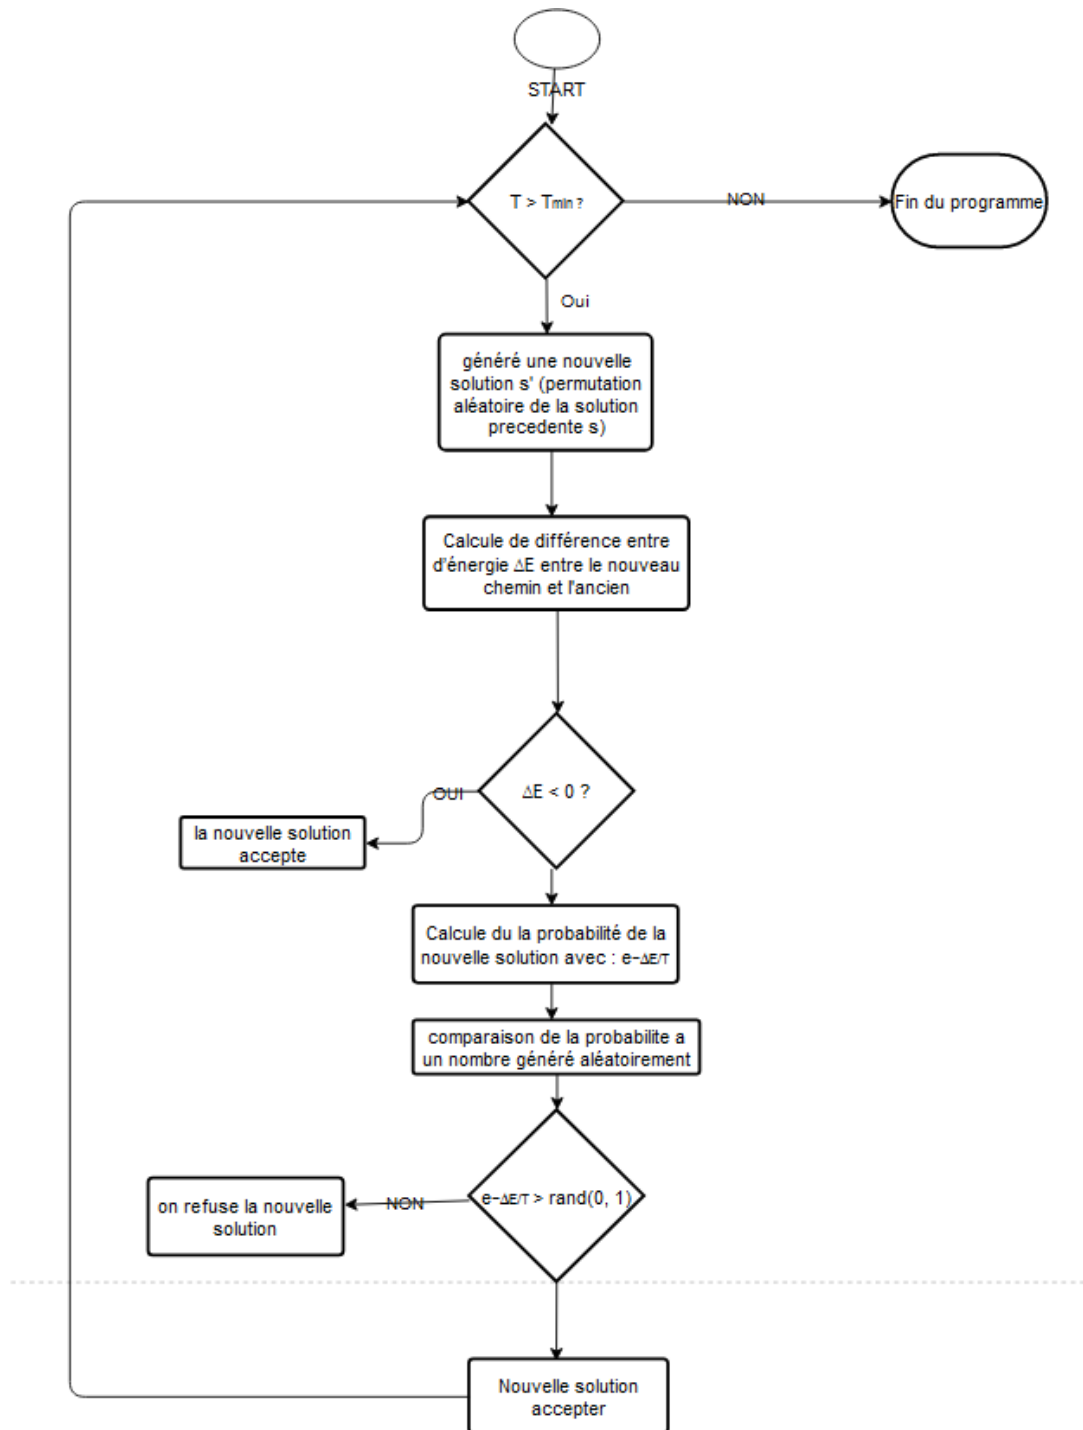 START
T > Tmin ?
NON
Fin du programme
Oui
généré une nouvelle
solution s' (permutation
aléatoire de la solution
precedente s)
Calcule de différence entre
d'énergie ΔE entre le nouveau
chemin et l'ancien
ΔE < 0 ?
OUI
la nouvelle solution
accepte
Calcule du la probabilité de la
nouvelle solution avec : e-ΔE/T
comparaison de la probabilite a
un nombre généré aléatoirement
e-ΔE/T > rand(0, 1)
NON
on refuse la nouvelle
solution
Nouvelle solution
accepter